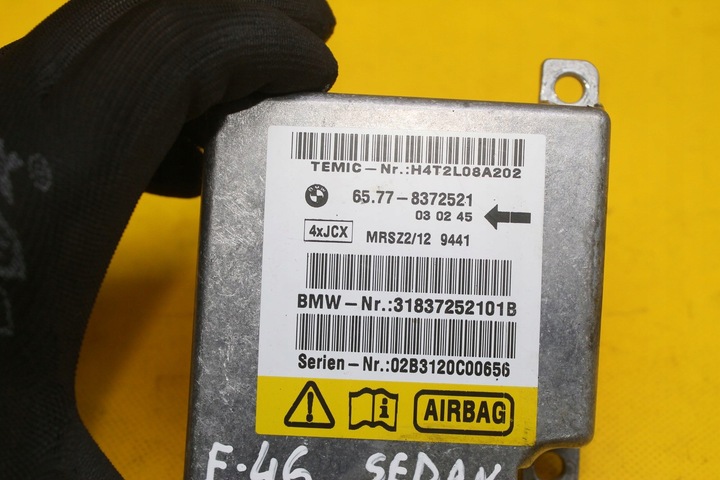 TEMIC-Nr.:H4T2L08A202
65.77-8372521
03 02 45
4xJCX MRSZ2/12 9441
BMW-Nr.:31837252101B
Serien-Nr.:02B3120C00656
AIRBAG
E-46 SEDAN